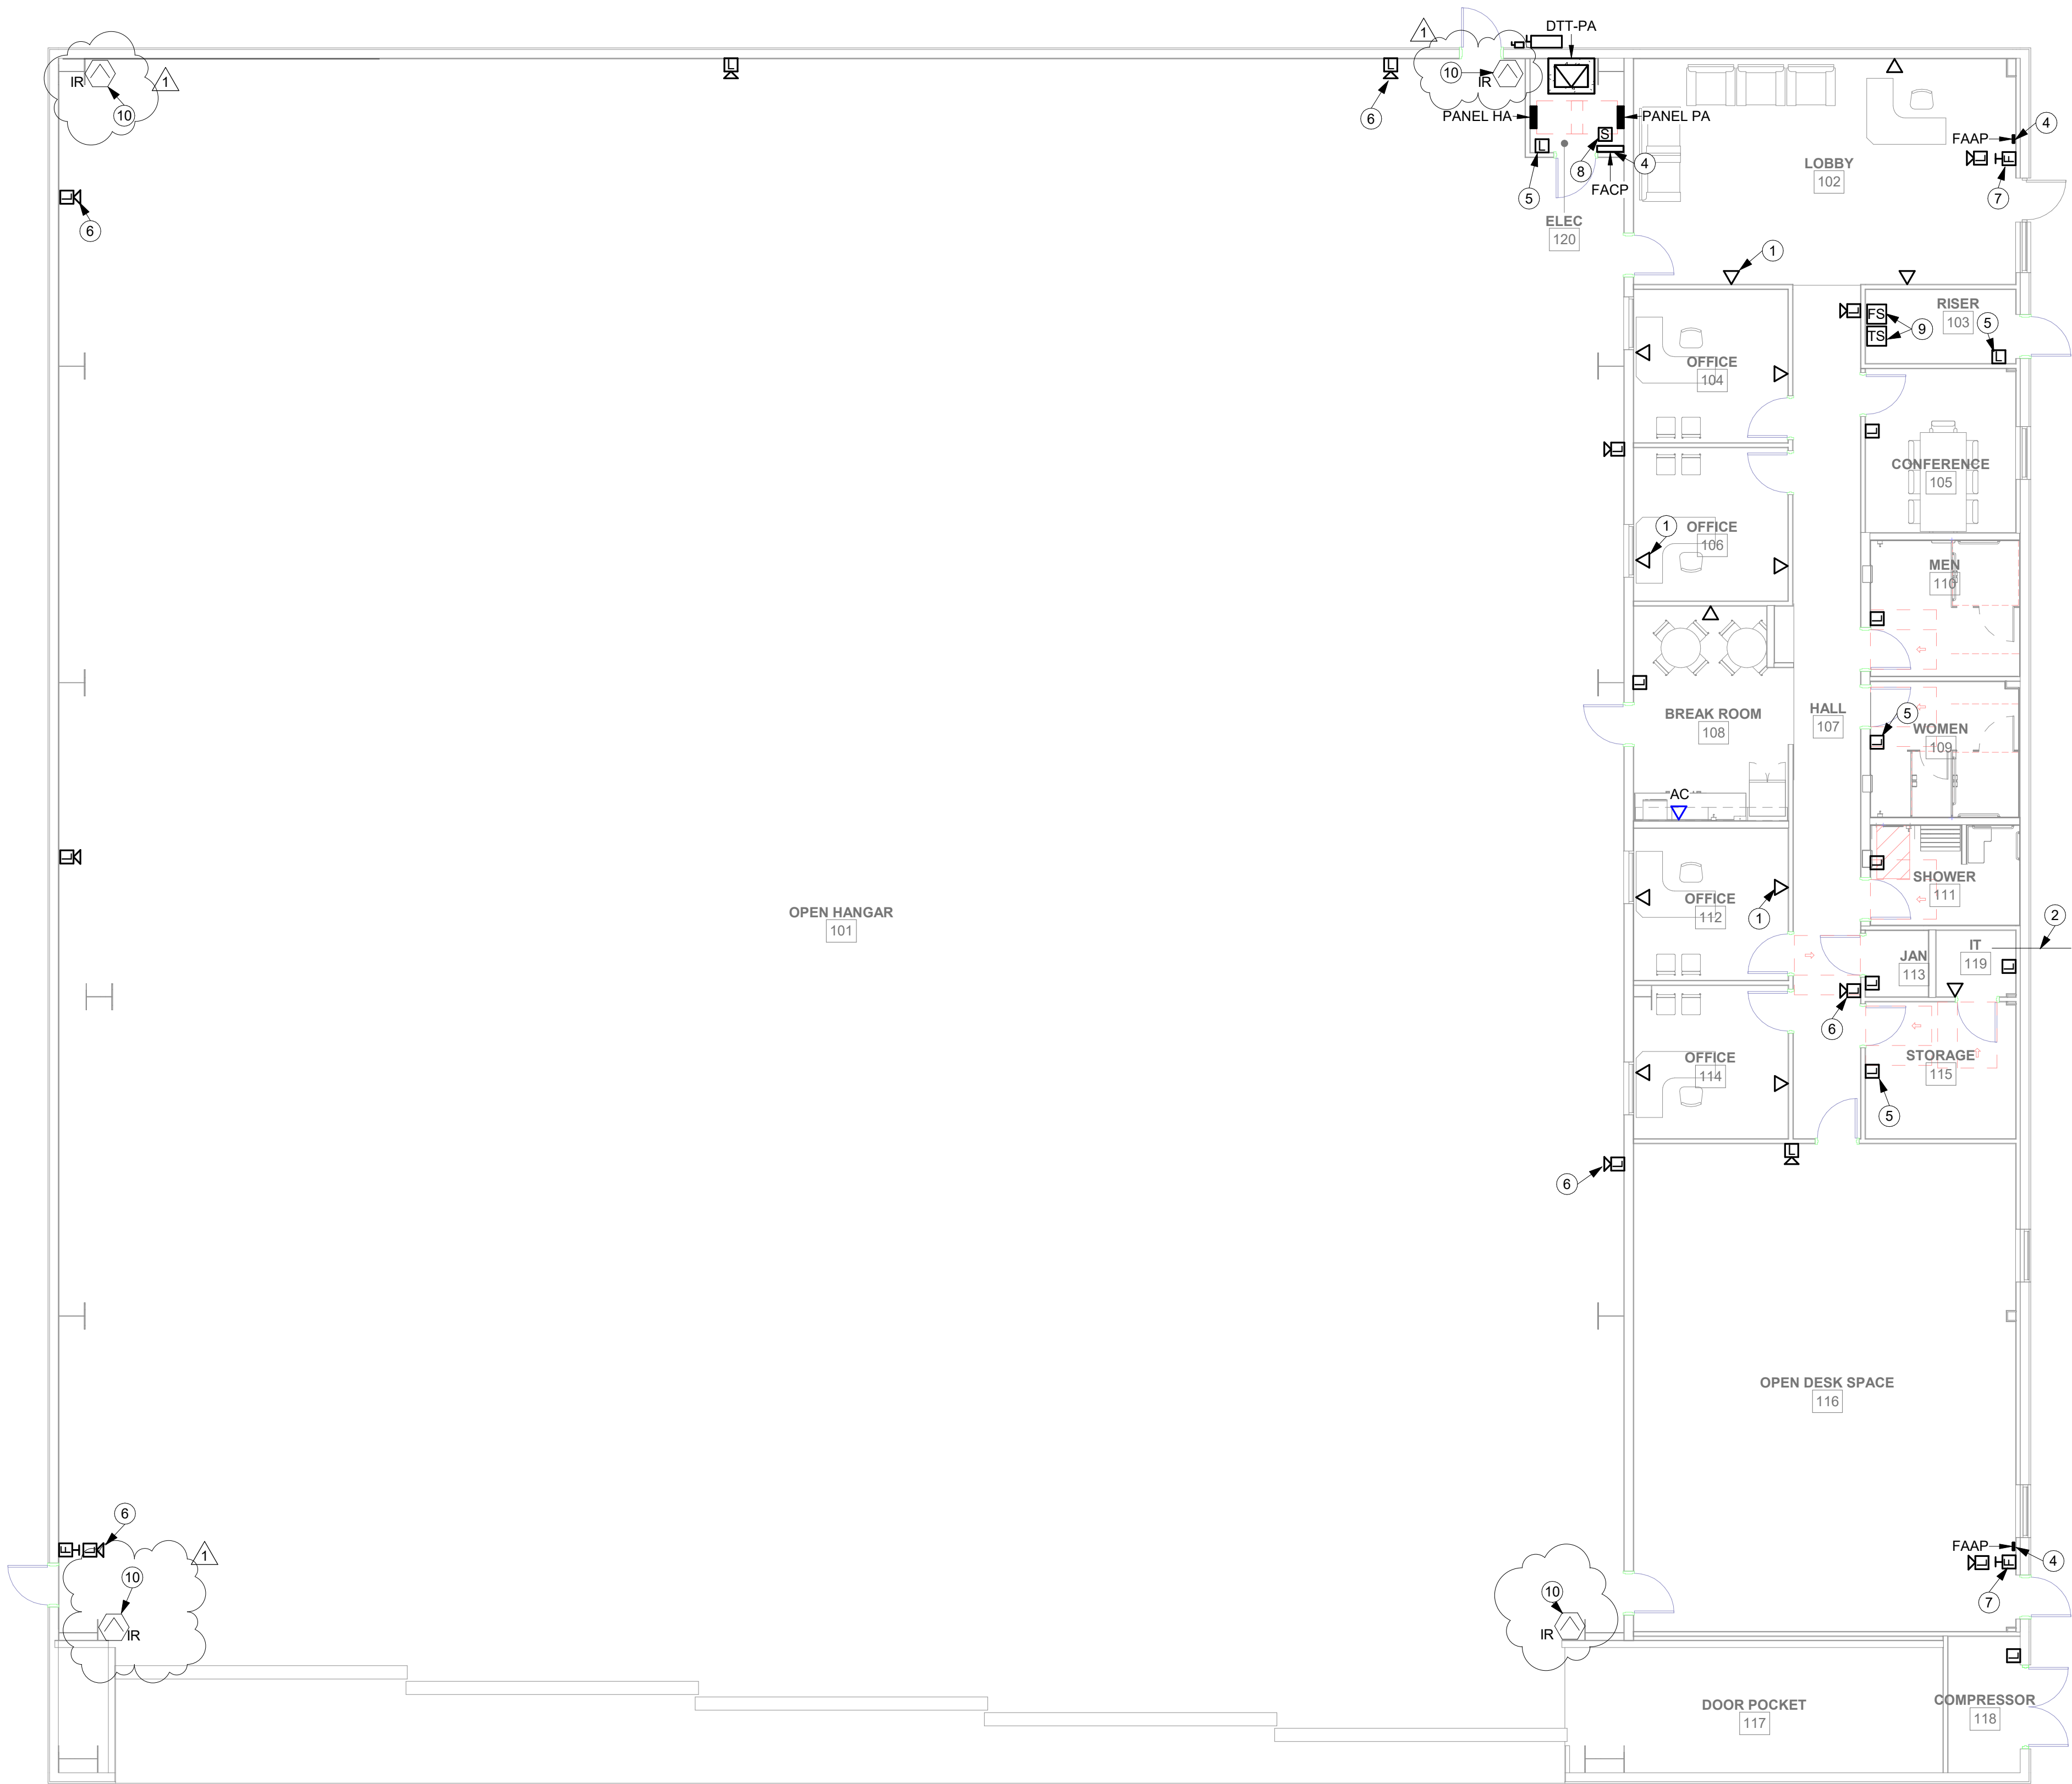 1
DTT-PA
IR
1
10
L
L
6
10
IR
PANEL HA
PANEL PA
S
L
8
4
5
FACP
ELEC
120
FAAP
4
L
F
7
LOBBY
102
L
6
1
L
FS
TS
9
RISER
103
5
L
OFFICE
104
L
L
CONFERENCE
105
1
OFFICE
106
MEN
110
L
L
BREAK ROOM
108
HALL
107
5
WOMEN
109
L
AC
L
L
SHOWER
111
OPEN HANGAR
101
OFFICE
112
1
2
JAN
113
IT
119
L
L
L
6
OFFICE
114
STORAGE
115
L
5
L
L
6
OPEN DESK SPACE
116
6
F
L
1
10
IR
10
IR
FAAP
4
L
F
7
L
DOOR POCKET
117
COMPRESSOR
118